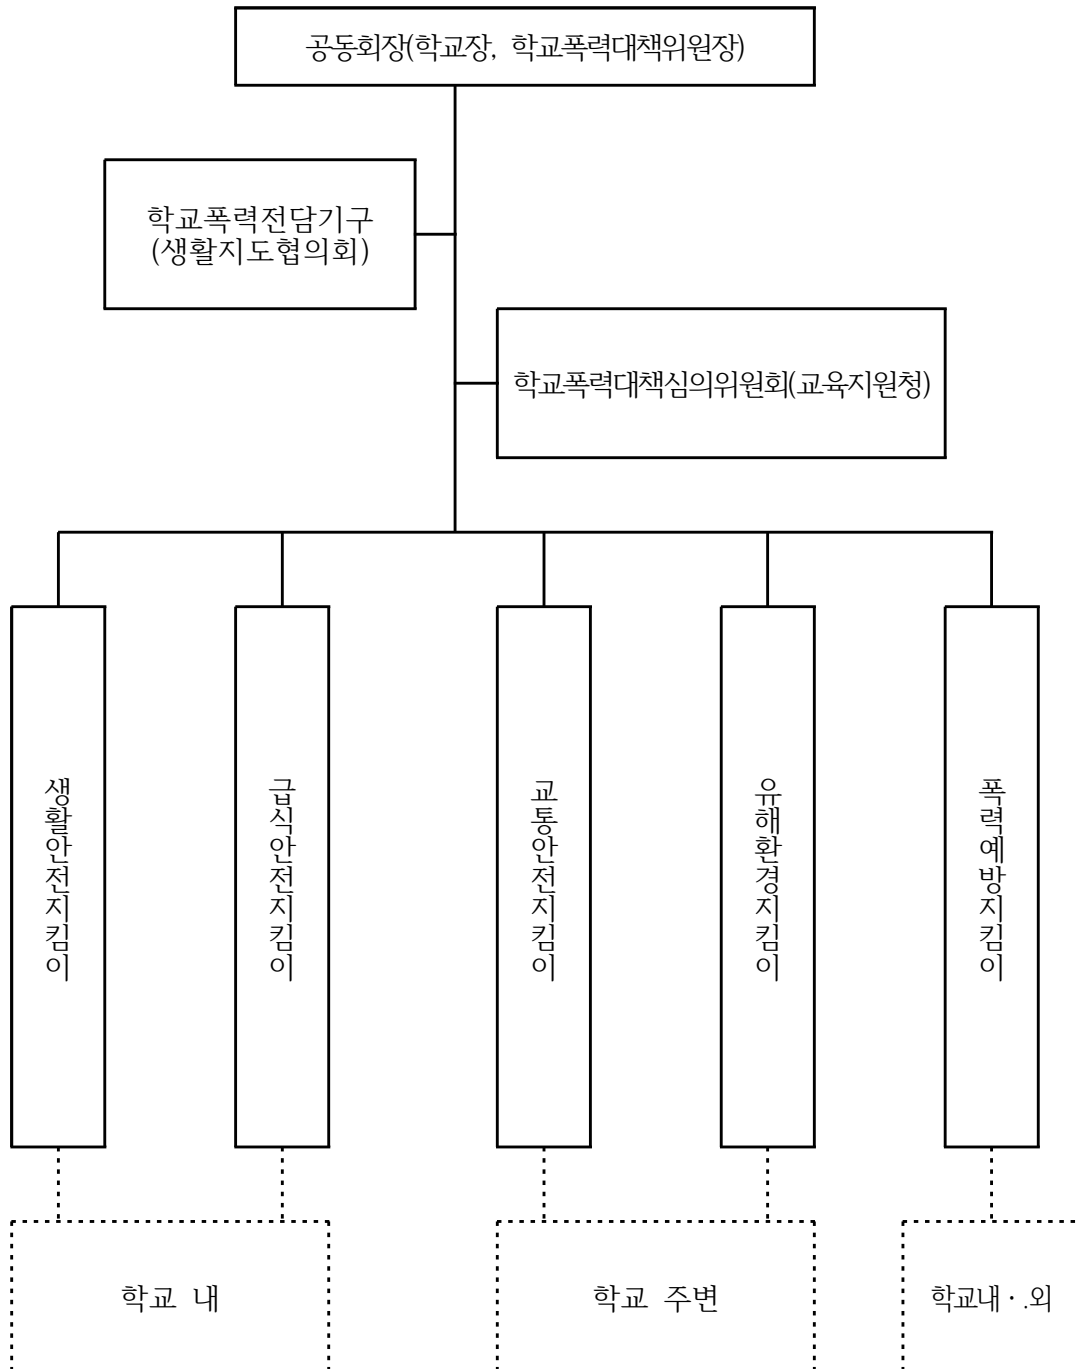 공동회장(학교장, 학교폭력대책위원장)
학교폭력전담기구
(생활지도협의회)
학교폭력대책심의위원회(교육지원청)
생활안전지킴이
급식안전지킴이
교통안전지킴이
유해환경지킴이
폭력예방지킴이
학교 내
학교 주변
학교내·.외